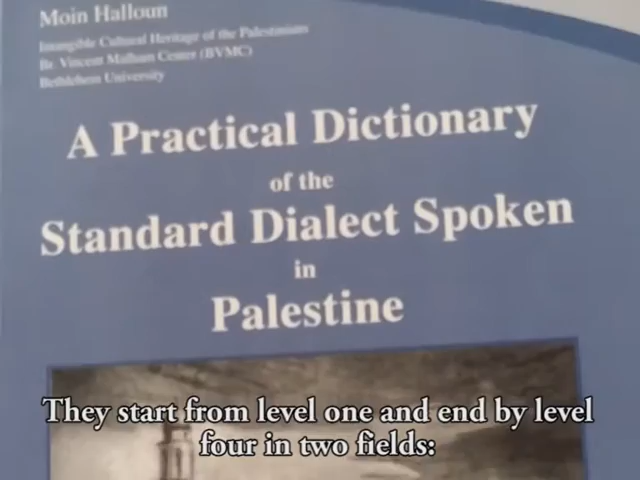 Moin Halloun
Intangible Cultural Heritage of the Palestinians
Br. Vincent Malham Center (BVMC)
Bethlehem University
A Practical Dictionary
of the
Standard Dialect Spoken
in
Palestine
They start from level one and end by level
four in two fields: